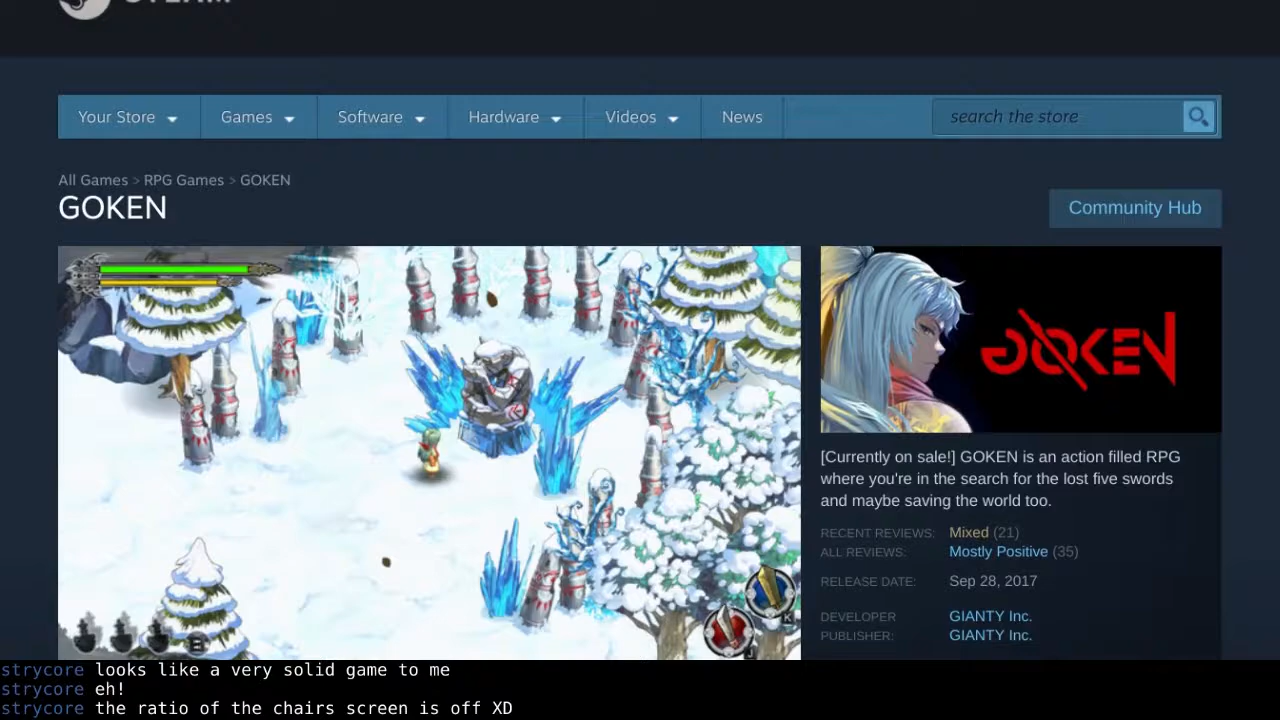 Your Store
Games
Software
Hardware
Videos
News
search the store
All Games > RPG Games > GOKEN
GOKEN
Community Hub
GOKEN
[Currently on sale!] GOKEN is an action filled RPG
where you're in the search for the lost five swords
and maybe saving the world too.
RECENT REVIEWS: Mixed (21)
ALL REVIEWS: Mostly Positive (35)
RELEASE DATE: Sep 28, 2017
DEVELOPER GIANTY Inc.
PUBLISHER: GIANTY Inc.
K
strycore looks like a very solid game to me
strycore eh!
strycore the ratio of the chairs screen is off XD